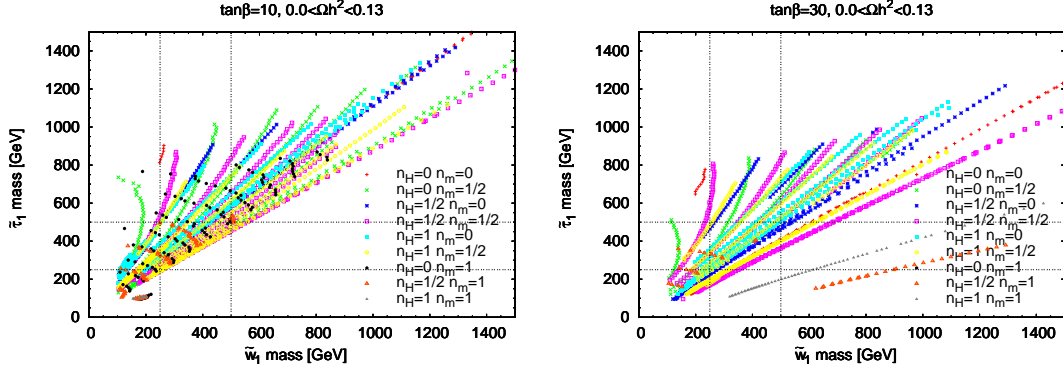 tanβ=10, 0.0<Ωh²<0.13
τ̃₁ mass [GeV]
1400
1200
1000
800
600
400
200
0
n_H=0 n_m=0
n_H=0 n_m=1/2
n_H=1/2 n_m=0
n_H=1/2 n_m=1/2
n_H=1 n_m=0
n_H=1 n_m=1/2
n_H=0 n_m=1
n_H=1/2 n_m=1
n_H=1 n_m=1
0 200 400 600 800 1000 1200 1400
w̃₁ mass [GeV]
tanβ=30, 0.0<Ωh²<0.13
τ̃₁ mass [GeV]
1400
1200
1000
800
600
400
200
0
n_H=0 n_m=0
n_H=0 n_m=1/2
n_H=1/2 n_m=0
n_H=1/2 n_m=1/2
n_H=1 n_m=0
n_H=1 n_m=1/2
n_H=0 n_m=1
n_H=1/2 n_m=1
n_H=1 n_m=1
0 200 400 600 800 1000 1200 1400
w̃₁ mass [GeV]